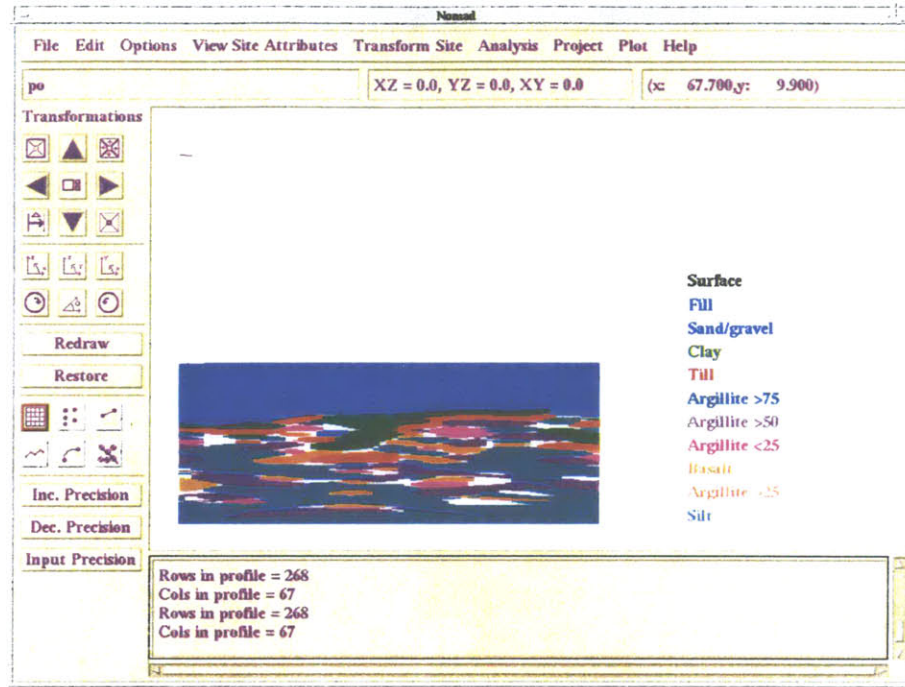 Nomad
File Edit Options View Site Attributes Transform Site Analysis Project Plot Help
po
XZ = 0.0, YZ = 0.0, XY = 0.0
(x: 67.700,y: 9.900)
Transformations
Redraw
Restore
Inc. Precision
Dec. Precision
Input Precision
Surface
Fill
Sand/gravel
Clay
Till
Argillite >75
Argillite >50
Argillite <25
Basalt
Argillite >25
Silt
Rows in profile = 268
Cols in profile = 67
Rows in profile = 268
Cols in profile = 67